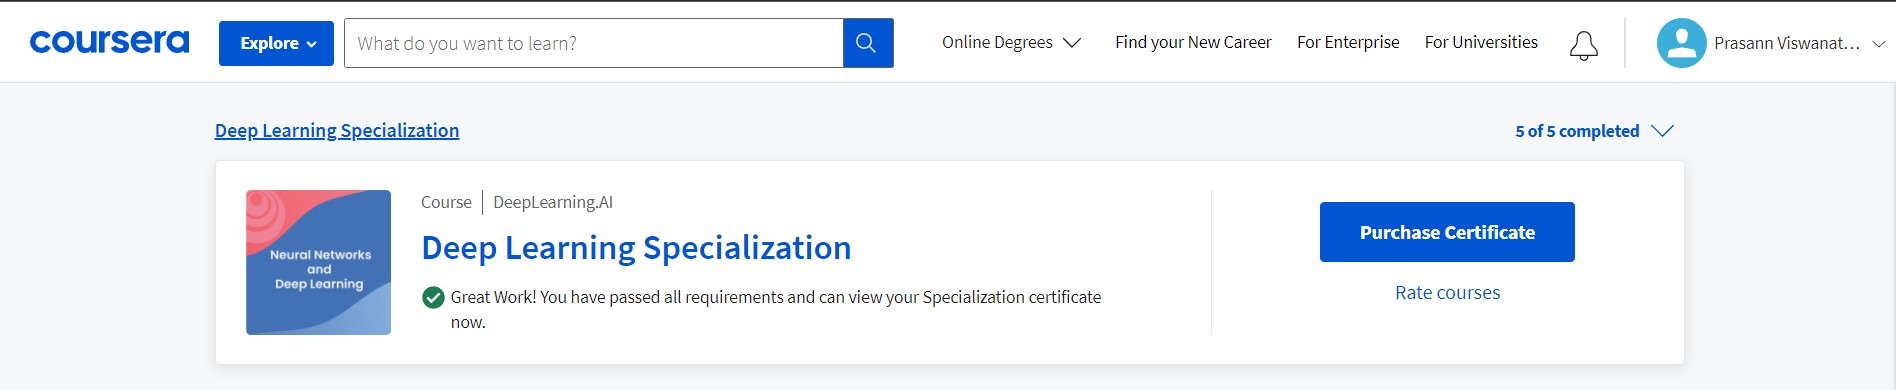 coursera Explore What do you want to learn? Online Degrees Find your New Career For Enterprise For Universities Prasann Viswanat...
Deep Learning Specialization 5 of 5 completed
Neural Networks
and
Deep Learning
Course | DeepLearning.AI
Deep Learning Specialization
Great Work! You have passed all requirements and can view your Specialization certificate
now.
Purchase Certificate
Rate courses